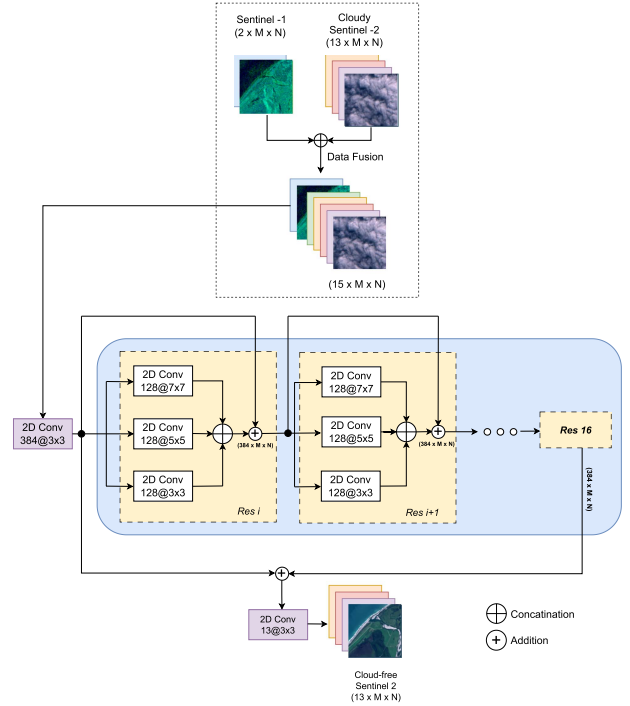 Sentinel -1
(2 x M x N)
Cloudy
Sentinel -2
(13 x M x N)
Data Fusion
(15 x M x N)
2D Conv
384@3x3
2D Conv
128@7x7
2D Conv
128@5x5
2D Conv
128@3x3
(384 x M x N)
Res i
2D Conv
128@7x7
2D Conv
128@5x5
2D Conv
128@3x3
(384 x M x N)
Res i+1
Res 16
(384 x M x N)
2D Conv
13@3x3
Cloud-free
Sentinel 2
(13 x M x N)
Concatination
Addition